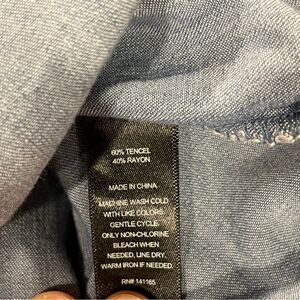 60% TENCEL
40% RAYON
MADE IN CHINA
MACHINE WASH COLD
WITH LIKE COLORS.
GENTLE CYCLE.
ONLY NON-CHLORINE
BLEACH WHEN
NEEDED, LINE DRY.
WARM IRON IF NEEDED.
RN# 141165